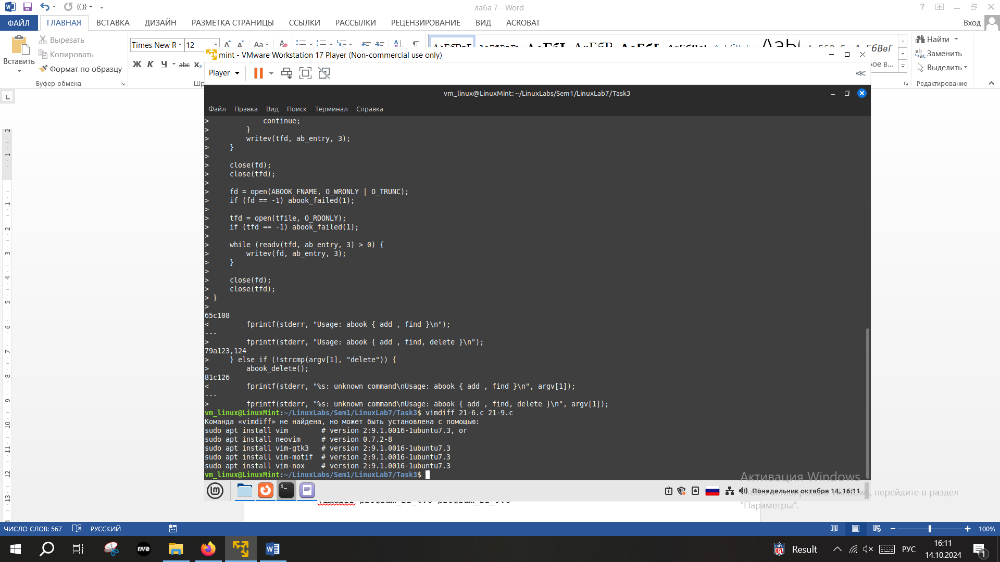 лаба 7 - Word
ФАЙЛ ГЛАВНАЯ ВСТАВКА ДИЗАЙН РАЗМЕТКА СТРАНИЦЫ ССЫЛКИ РАССЫЛКИ РЕЦЕНЗИРОВАНИЕ ВИД ACROBAT Вход
Вставить
Вырезать
Копировать
Формат по образцу
Буфер обмена
Times New R 12
Ж К Ч abc x₂
Найти
Заменить
Выделить
Редактирование
mint - VMware Workstation 17 Player (Non-commercial use only)
Player
vm_linux@LinuxMint: ~/LinuxLabs/Sem1/LinuxLab7/Task3
Файл Правка Вид Поиск Терминал Справка
>             continue;
>         }
>         writev(tfd, ab_entry, 3);
>     }
>
>     close(fd);
>     close(tfd);
>
>     fd = open(ABOOK_FNAME, O_WRONLY | O_TRUNC);
>     if (fd == -1) abook_failed(1);
>
>     tfd = open(tfile, O_RDONLY);
>     if (tfd == -1) abook_failed(1);
>
>     while (readv(tfd, ab_entry, 3) > 0) {
>         writev(fd, ab_entry, 3);
>     }
>
>     close(fd);
>     close(tfd);
> }
>
65c108
<         fprintf(stderr, "Usage: abook { add , find }\n");
---
>         fprintf(stderr, "Usage: abook { add , find, delete }\n");
79a123,124
>     } else if (!strcmp(argv[1], "delete")) {
>         abook_delete();
81c126
<         fprintf(stderr, "%s: unknown command\nUsage: abook { add , find }\n", argv[1]);
---
>         fprintf(stderr, "%s: unknown command\nUsage: abook { add , find, delete }\n", argv[1]);
vm_linux@LinuxMint:~/LinuxLabs/Sem1/LinuxLab7/Task3$ vimdiff 21-6.c 21-9.c
Команда «vimdiff» не найдена, но может быть установлена с помощью:
sudo apt install vim        # version 2:9.1.0016-1ubuntu7.3, or
sudo apt install neovim     # version 0.7.2-8
sudo apt install vim-gtk3   # version 2:9.1.0016-1ubuntu7.3
sudo apt install vim-motif  # version 2:9.1.0016-1ubuntu7.3
sudo apt install vim-nox    # version 2:9.1.0016-1ubuntu7.3
vm_linux@LinuxMint:~/LinuxLabs/Sem1/LinuxLab7/Task3$
Понедельник октября 14, 16:11
Активация Windows
перейдите в раздел
"Параметры".
ЧИСЛО СЛОВ: 567 РУССКИЙ 100%
Result РУС 16:11
14.10.2024
1